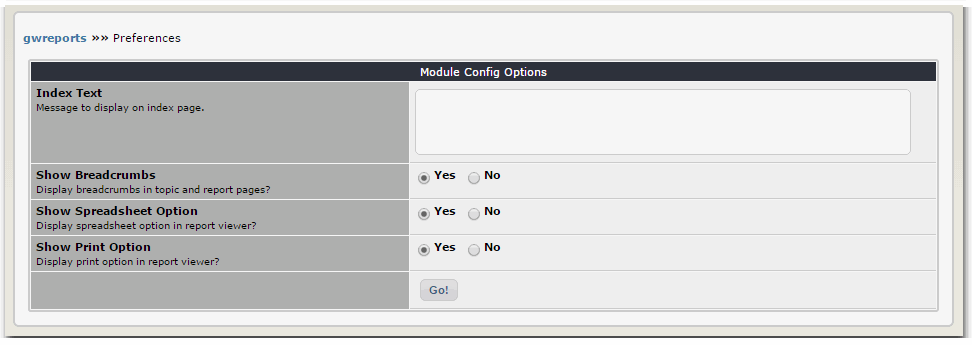 gwreports »» Preferences
Module Config Options
Index Text
Message to display on index page.
Show Breadcrumbs
Display breadcrumbs in topic and report pages?
Yes No
Show Spreadsheet Option
Display spreadsheet option in report viewer?
Yes No
Show Print Option
Display print option in report viewer?
Yes No
Go!